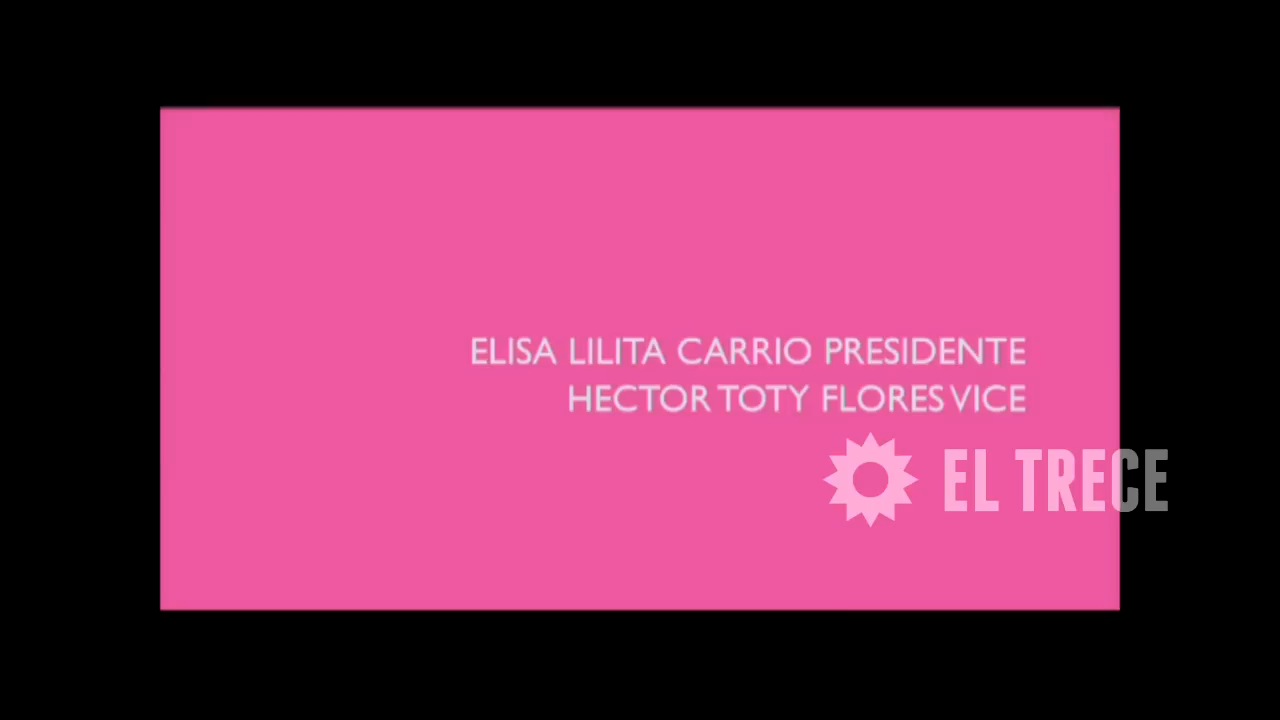 ELISA LILITA CARRIO PRESIDENTE
HECTOR TOTY FLORES VICE
EL TRECE